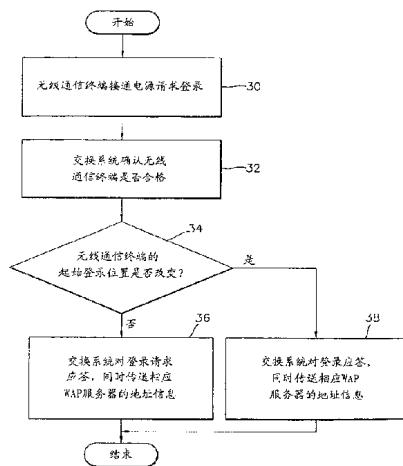 开始
无线通信终端接通电源请求登录
30
交换系统确认无线
通信终端是否合格
32
34
无线通信终端的
起始登录位置是否改变?
是
否
36
交换系统对登录请求
应答,同时传送相应
WAP服务器的地址信息
38
交换系统对登录应答,
同时传送相应WAP
服务器的地址信息
结束